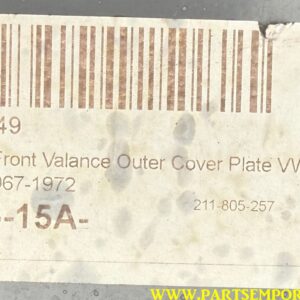 49
Front Valance Outer Cover Plate VW
967-1972
211-805-257
-15A-
WWW.PARTSEMPOR